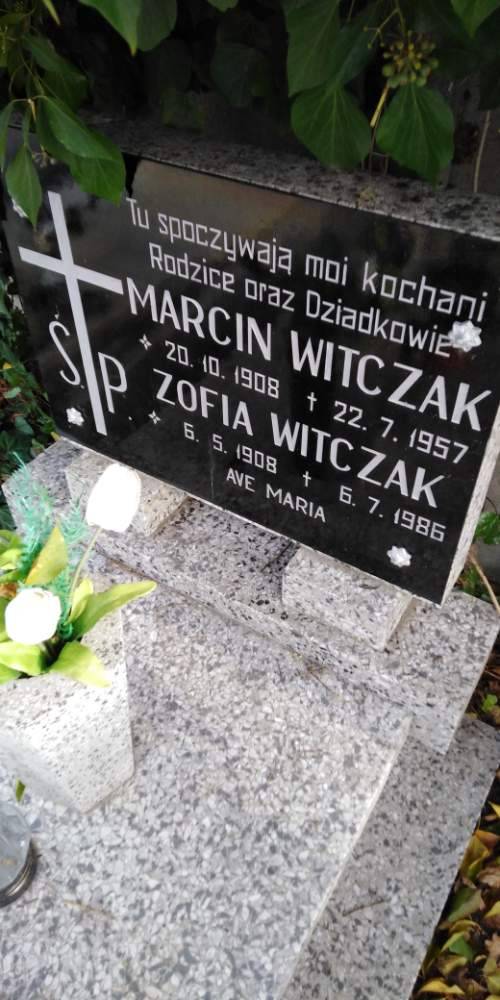 Tu spoczywają moi kochani
Rodzice oraz Dziadkowie
Ś. P.
MARCIN WITCZAK
20. 10. 1908 † 22. 7. 1957
ZOFIA WITCZAK
6. 5. 1908 † 6. 7. 1986
AVE MARIA